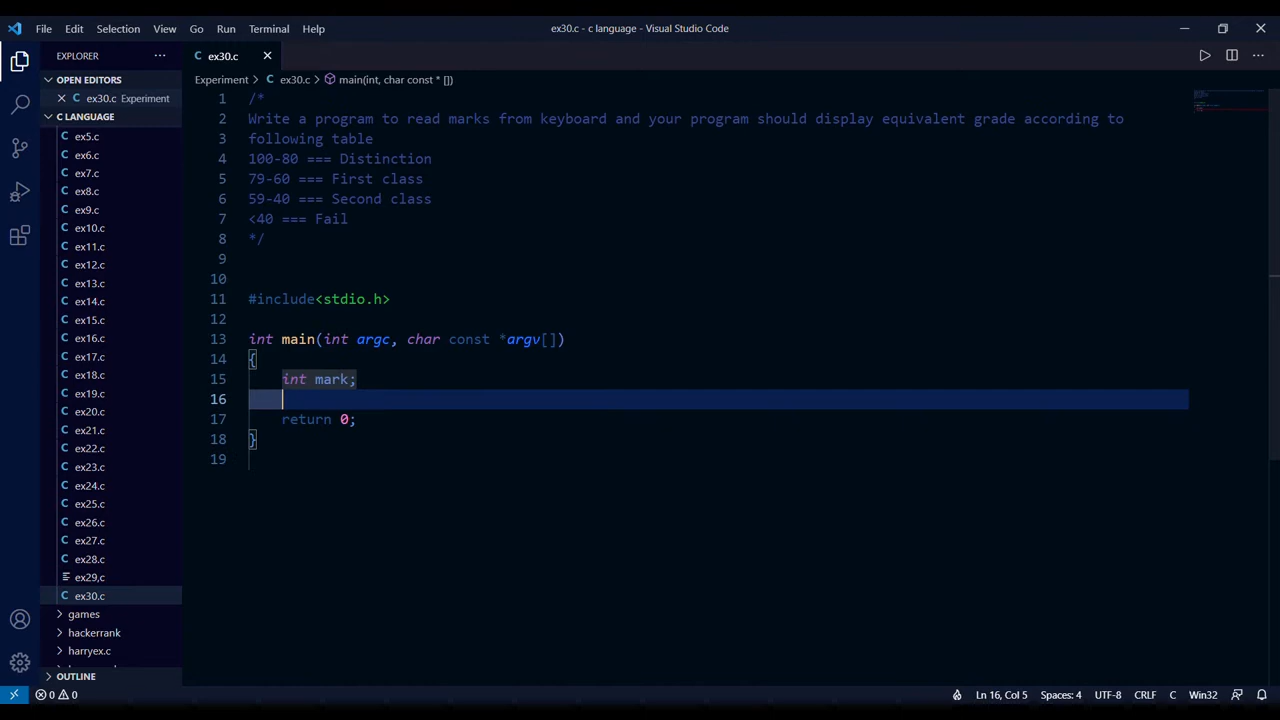 File Edit Selection View Go Run Terminal Help
ex30.c - c language - Visual Studio Code
EXPLORER
OPEN EDITORS
ex30.c Experiment
C LANGUAGE
ex5.c
ex6.c
ex7.c
ex8.c
ex9.c
ex10.c
ex11.c
ex12.c
ex13.c
ex14.c
ex15.c
ex16.c
ex17.c
ex18.c
ex19.c
ex20.c
ex21.c
ex22.c
ex23.c
ex24.c
ex25.c
ex26.c
ex27.c
ex28.c
ex29,c
ex30.c
games
hackerrank
harryex.c
OUTLINE
ex30.c
Experiment > ex30.c > main(int, char const * [])
1 /*
2 Write a program to read marks from keyboard and your program should display equivalent grade according to
3 following table
4 100-80 === Distinction
5 79-60 === First class
6 59-40 === Second class
7 <40 === Fail
8 */
9
10
11 #include<stdio.h>
12
13 int main(int argc, char const *argv[])
14 {
15 int mark;
16
17 return 0;
18 }
19
0 0
Ln 16, Col 5 Spaces: 4 UTF-8 CRLF C Win32